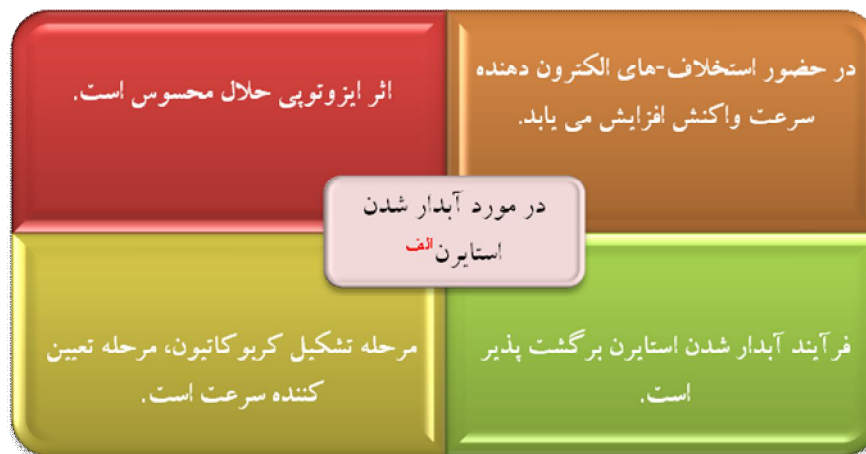 در حضور استخلاف-های الکترون دهنده
سرعت واکنش افزایش می یابد.
اثر ایزوتوپی حلال محسوس است.
در مورد آبدار شدن
استایرن الف
فرآیند آبدار شدن استایرن برگشت پذیر
است.
مرحله تشکیل کربوکاتیون، مرحله تعیین
کننده سرعت است.